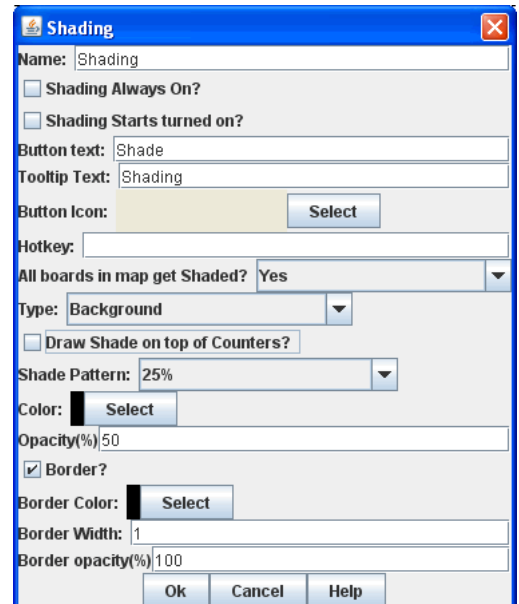 Shading
Name: Shading
Shading Always On?
Shading Starts turned on?
Button text: Shade
Tooltip Text: Shading
Button Icon: Select
Hotkey:
All boards in map get Shaded? Yes
Type: Background
Draw Shade on top of Counters?
Shade Pattern: 25%
Color: Select
Opacity(%) 50
Border?
Border Color: Select
Border Width: 1
Border opacity(%) 100
Ok Cancel Help